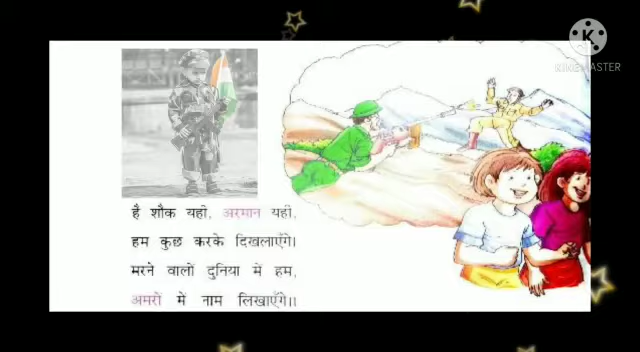 KINEMASTER
है शौक यही, अरमान यही,
हम कुछ करके दिखलाएँगे।
मरने वालों दुनिया में हम,
अमरों में नाम लिखाएँगे।।